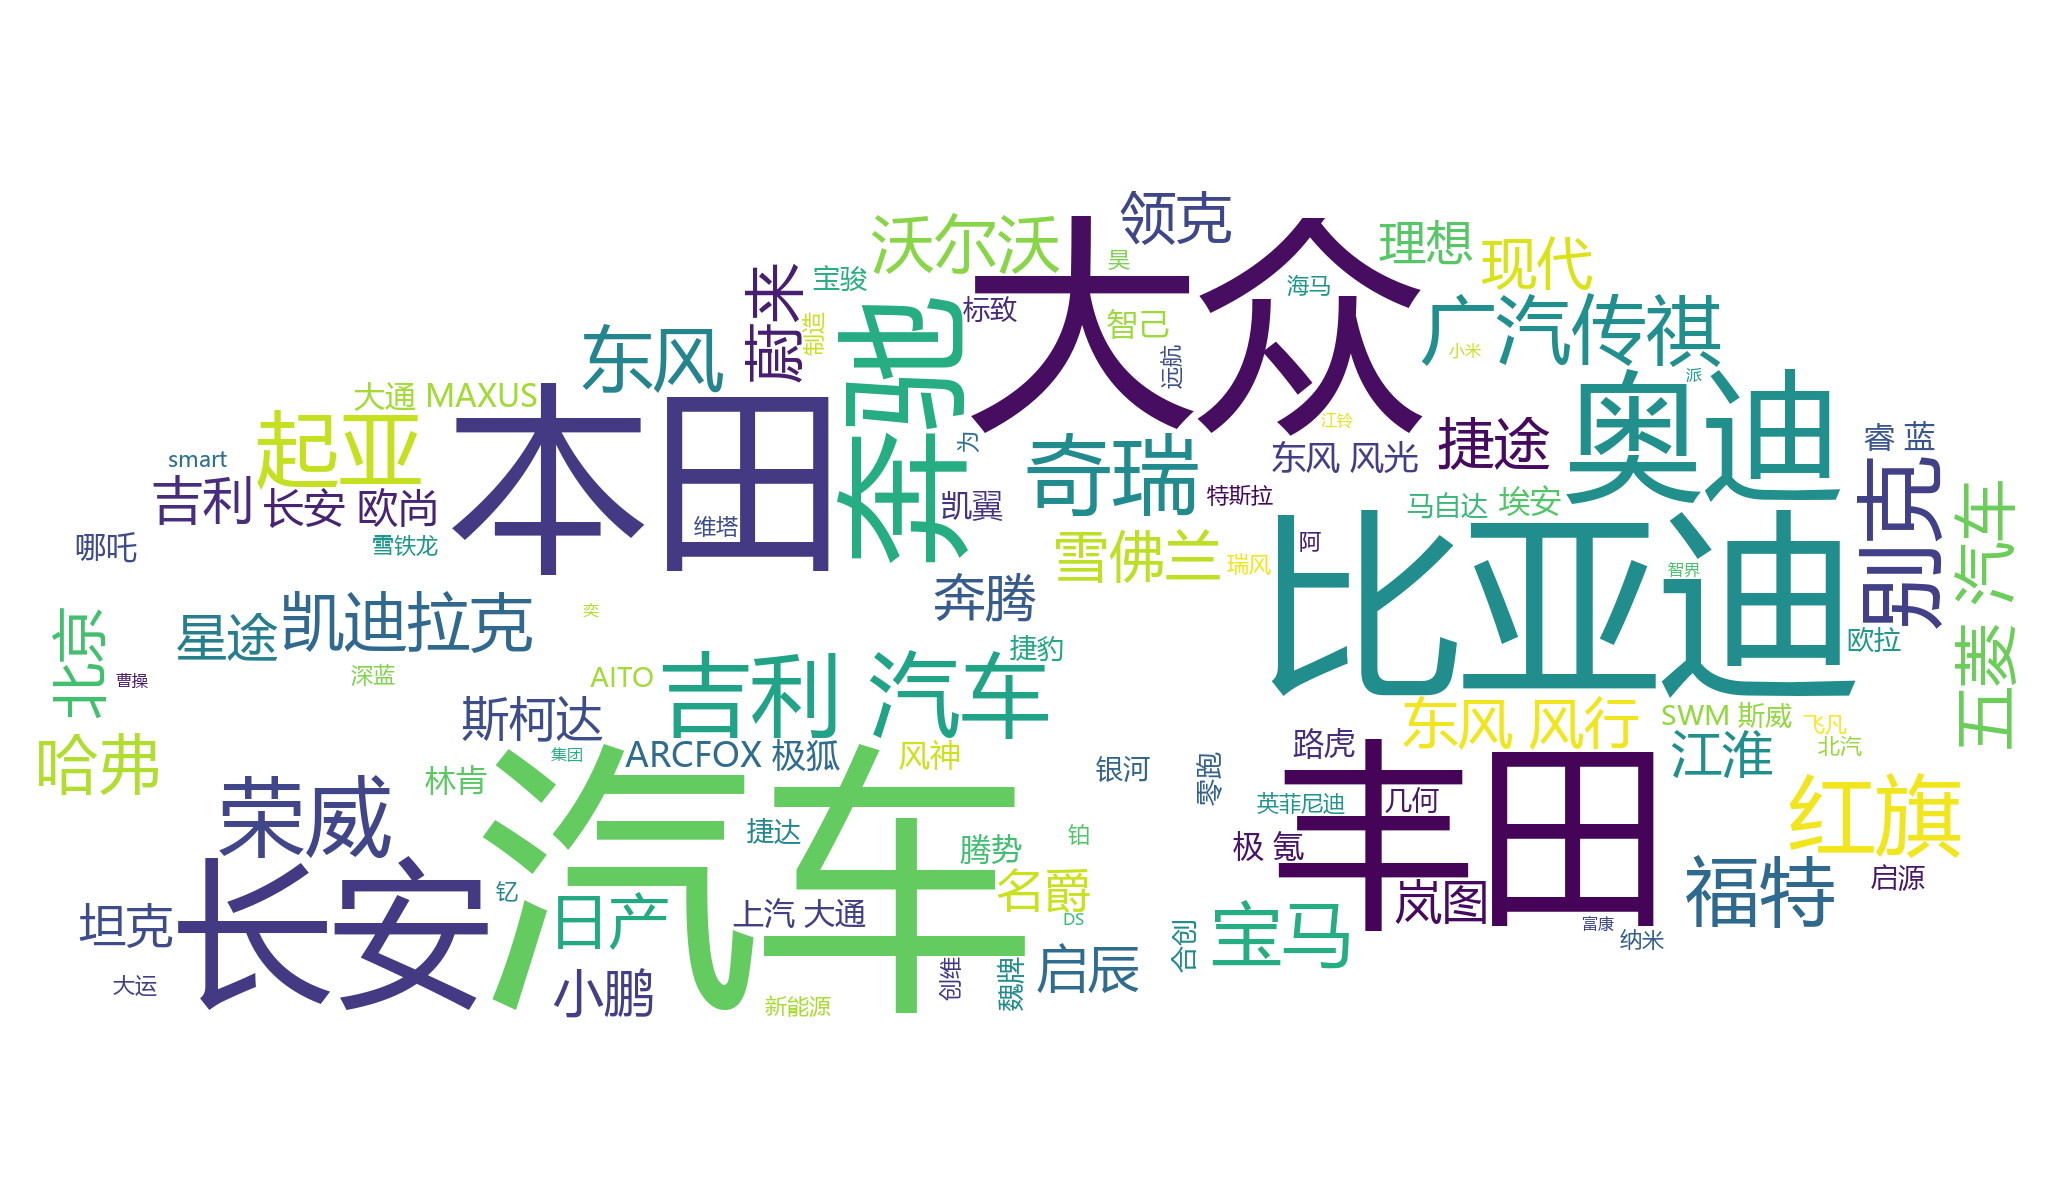 领克
沃尔沃
大众
理想
现代
昊
宝骏
蔚来
海马
标致
广汽传祺
智己
制造
东风
奔驰
远航
小米
派
奥迪
大通 MAXUS
本田
起亚
江铃
捷途
睿 蓝
为
奇瑞
东风 风光
smart
吉利
长安 欧尚
凯翼
特斯拉
马自达
埃安
别克
五菱 汽车
维塔
哪吒
雪铁龙
雪佛兰
瑞风
阿
比亚迪
智界
奔腾
凯迪拉克
奕
星途
北京
欧拉
捷豹
曹操
深蓝
AITO
吉利 汽车
斯柯达
东风 风行
SWM 斯威
飞凡
北汽
江淮
哈弗
林肯
集团
ARCFOX 极狐
风神
银河
零跑
路虎
丰田
英菲尼迪
几何
荣威
汽车
捷达
腾势
铂
极 氪
红旗
长安
钇
名爵
岚图
福特
启源
坦克
日产
上汽 大通
DS
合创
宝马
富康
纳米
大运
小鹏
新能源
创维
魏牌
启辰